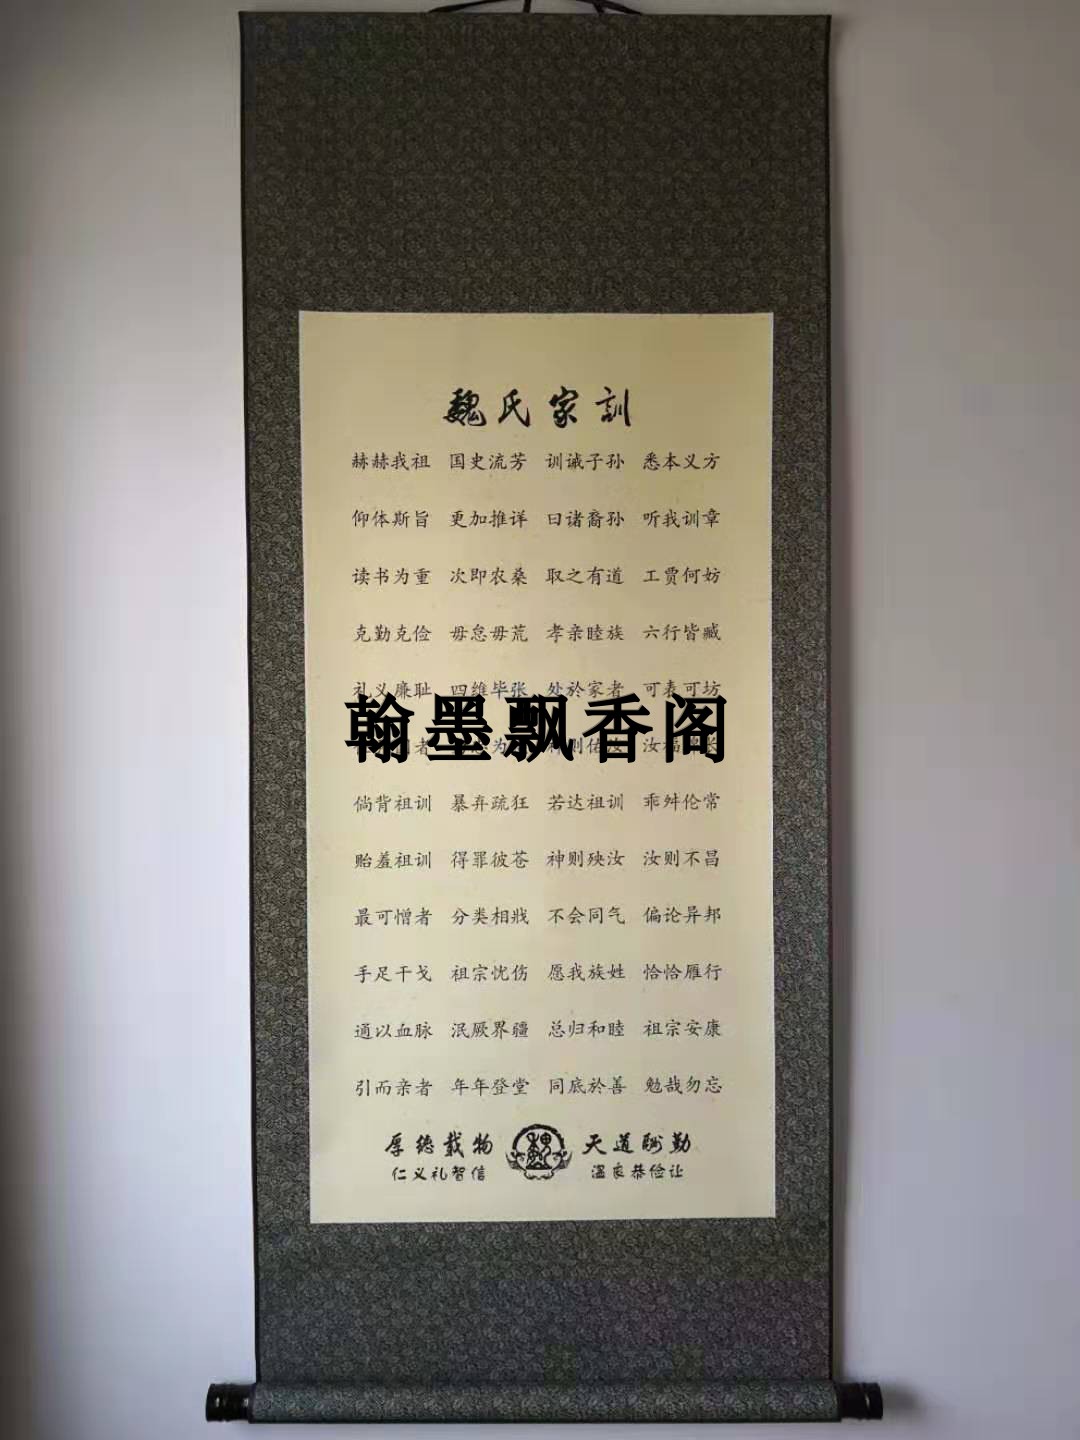 魏氏家訓
赫赫我祖 国史流芳 训诫子孙 悉本义方
仰体斯旨 更加推详 曰诸裔孙 听我训章
读书为重 次即农桑 取之有道 工贾何妨
克勤克俭 毋怠毋荒 孝亲睦族 六行皆臧
礼义廉耻 四维毕张 处於家者 可表可坊
翰墨飘香阁
倘背祖训 暴弃疏狂 若达祖训 乖舛伦常
贻羞祖训 得罪彼苍 神则殃汝 汝则不昌
最可憎者 分类相戕 不会同气 偏论异邦
手足干戈 祖宗忧伤 愿我族姓 怡怡雁行
通以血脉 泯厥界疆 总归和睦 祖宗安康
引而亲者 年年登堂 同底於善 勉哉勿忘
厚德载物 魏 天道酬勤
仁义礼智信 温良恭俭让